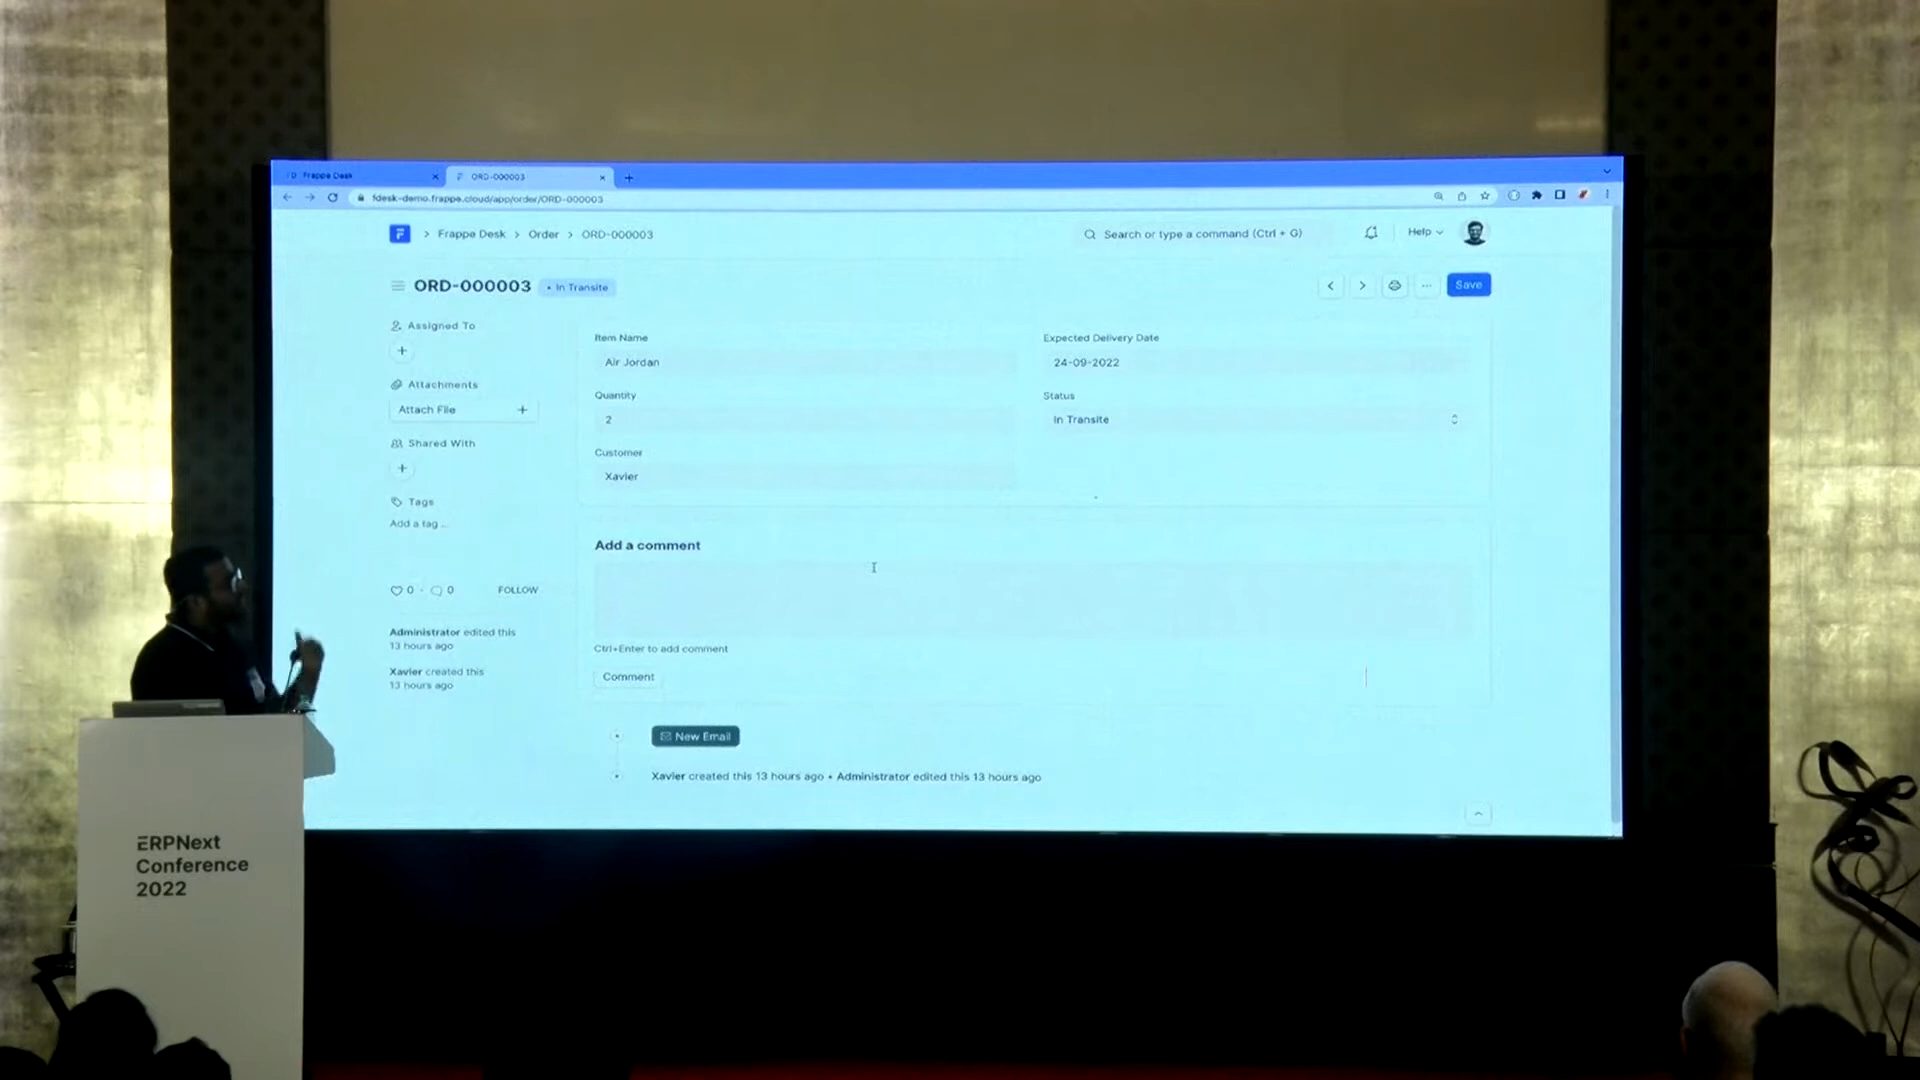 Frappe Desk
ORD-000003
fdesk-demo.frappe.cloud/app/order/ORD-000003
Frappe Desk > Order > ORD-000003
Search or type a command (Ctrl + G)
Help
ORD-000003
• In Transite
Save
Assigned To
Attachments
Attach File
Shared With
Tags
Add a tag ...
0 · 0
FOLLOW
Administrator edited this
13 hours ago
Xavier created this
13 hours ago
Item Name
Air Jordan
Quantity
2
Customer
Xavier
Expected Delivery Date
24-09-2022
Status
In Transite
Add a comment
Ctrl+Enter to add comment
Comment
New Email
Xavier created this 13 hours ago • Administrator edited this 13 hours ago
ERPNext
Conference
2022